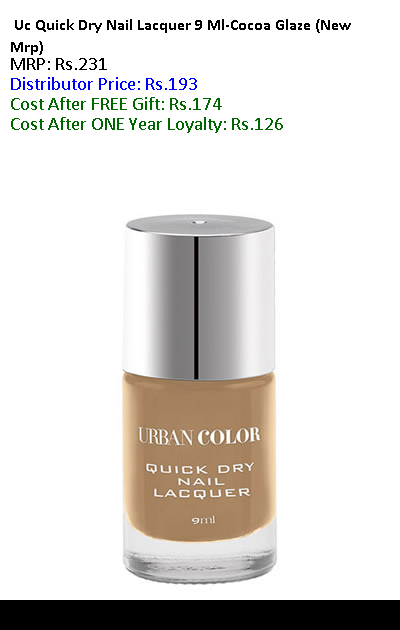 Uc Quick Dry Nail Lacquer 9 Ml-Cocoa Glaze (New
Mrp)
MRP: Rs.231
Distributor Price: Rs.193
Cost After FREE Gift: Rs.174
Cost After ONE Year Loyalty: Rs.126
URBAN COLOR
QUICK DRY
NAIL
LACQUER
9ml